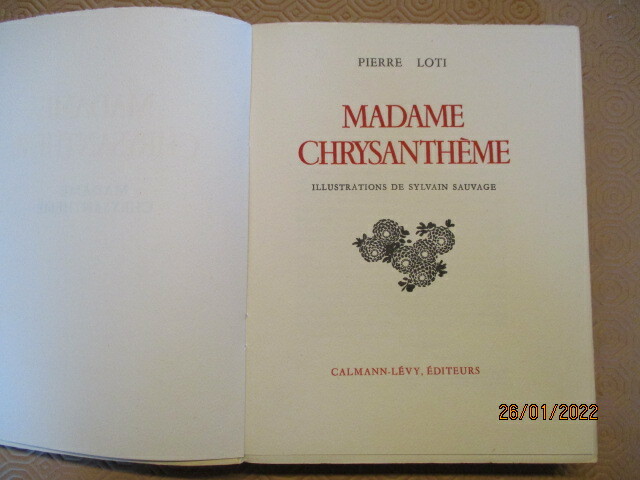 PIERRE LOTI
MADAME
CHRYSANTHÈME
ILLUSTRATIONS DE SYLVAIN SAUVAGE
CALMANN-LÉVY, ÉDITEURS
26/01/2022